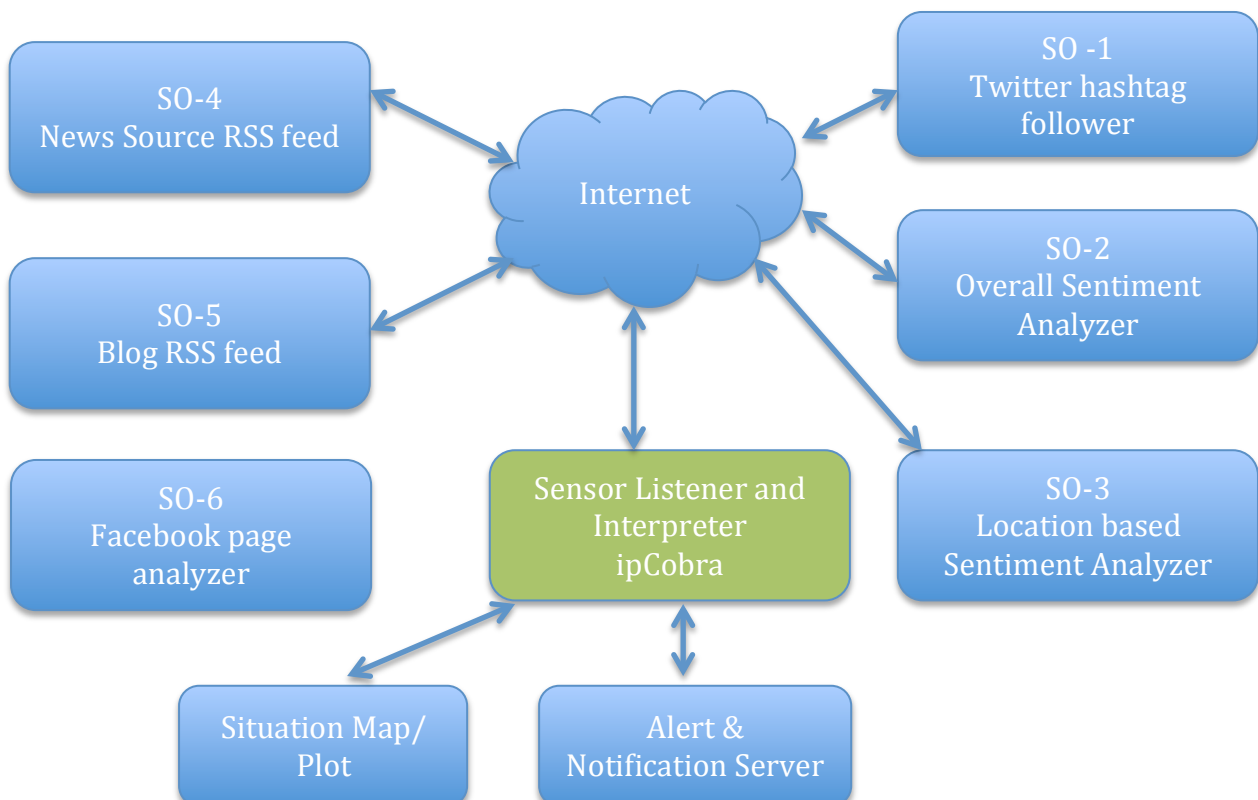 SO-4
News Source RSS feed
SO -1
Twitter hashtag
follower
Internet
SO-5
Blog RSS feed
SO-2
Overall Sentiment
Analyzer
SO-6
Facebook page
analyzer
Sensor Listener and
Interpreter
ipCobra
SO-3
Location based
Sentiment Analyzer
Situation Map/
Plot
Alert &
Notification Server